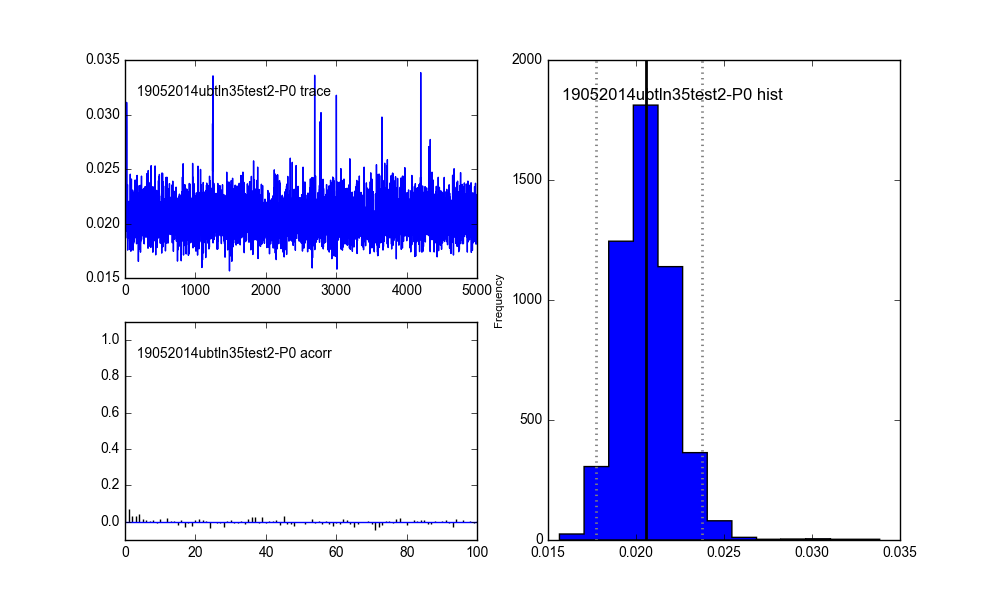 0.035
0.030
0.025
0.020
0.015
19052014ubtln35test2-P0 trace
0 1000 2000 3000 4000 5000
1.0
0.8
0.6
0.4
0.2
0.0
19052014ubtln35test2-P0 acorr
0 20 40 60 80 100
Frequency
2000
1500
1000
500
0
19052014ubtln35test2-P0 hist
0.015 0.020 0.025 0.030 0.035